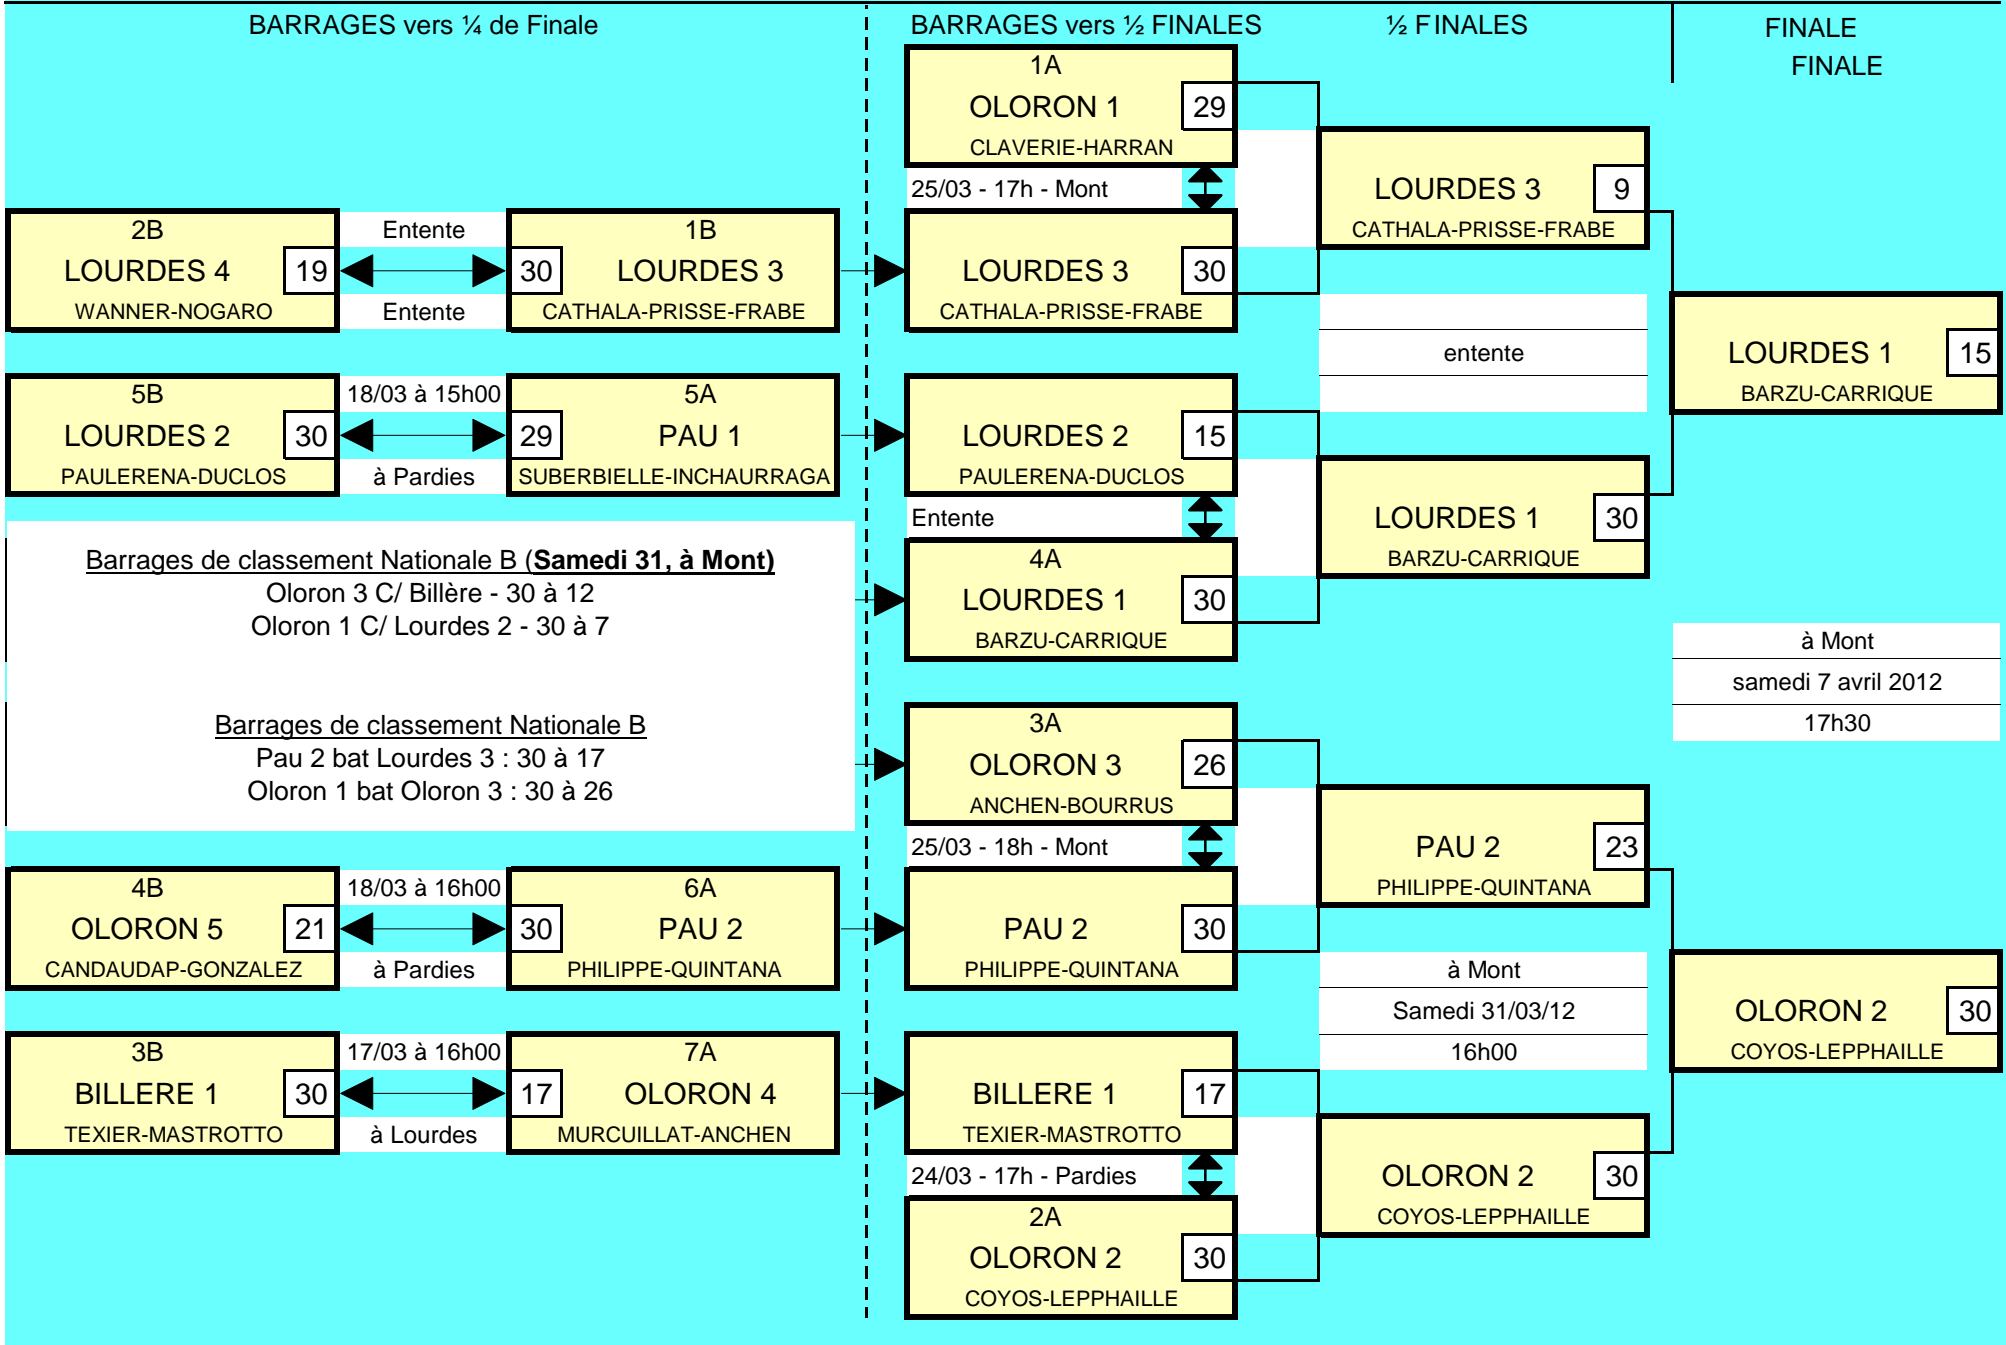 BARRAGES vers ¼ de Finale
BARRAGES vers ½ FINALES
½ FINALES
FINALE
FINALE
2B
LOURDES 4
19
WANNER-NOGARO
Entente
Entente
1B
30
LOURDES 3
CATHALA-PRISSE-FRABE
5B
LOURDES 2
30
PAULERENA-DUCLOS
18/03 à 15h00
à Pardies
5A
29
PAU 1
SUBERBIELLE-INCHAURRAGA
Barrages de classement Nationale B (Samedi 31, à Mont)
Oloron 3 C/ Billère - 30 à 12
Oloron 1 C/ Lourdes 2 - 30 à 7
Barrages de classement Nationale B
Pau 2 bat Lourdes 3 : 30 à 17
Oloron 1 bat Oloron 3 : 30 à 26
4B
OLORON 5
21
CANDAUDAP-GONZALEZ
18/03 à 16h00
à Pardies
6A
30
PAU 2
PHILIPPE-QUINTANA
3B
BILLERE 1
30
TEXIER-MASTROTTO
17/03 à 16h00
à Lourdes
7A
17
OLORON 4
MURCUILLAT-ANCHEN
1A
OLORON 1
29
CLAVERIE-HARRAN
25/03 - 17h - Mont
LOURDES 3
30
CATHALA-PRISSE-FRABE
LOURDES 2
15
PAULERENA-DUCLOS
Entente
4A
LOURDES 1
30
BARZU-CARRIQUE
3A
OLORON 3
26
ANCHEN-BOURRUS
25/03 - 18h - Mont
PAU 2
30
PHILIPPE-QUINTANA
BILLERE 1
17
TEXIER-MASTROTTO
24/03 - 17h - Pardies
2A
OLORON 2
30
COYOS-LEPPHAILLE
LOURDES 3
9
CATHALA-PRISSE-FRABE
entente
LOURDES 1
30
BARZU-CARRIQUE
PAU 2
23
PHILIPPE-QUINTANA
à Mont
Samedi 31/03/12
16h00
OLORON 2
30
COYOS-LEPPHAILLE
LOURDES 1
15
BARZU-CARRIQUE
à Mont
samedi 7 avril 2012
17h30
OLORON 2
30
COYOS-LEPPHAILLE